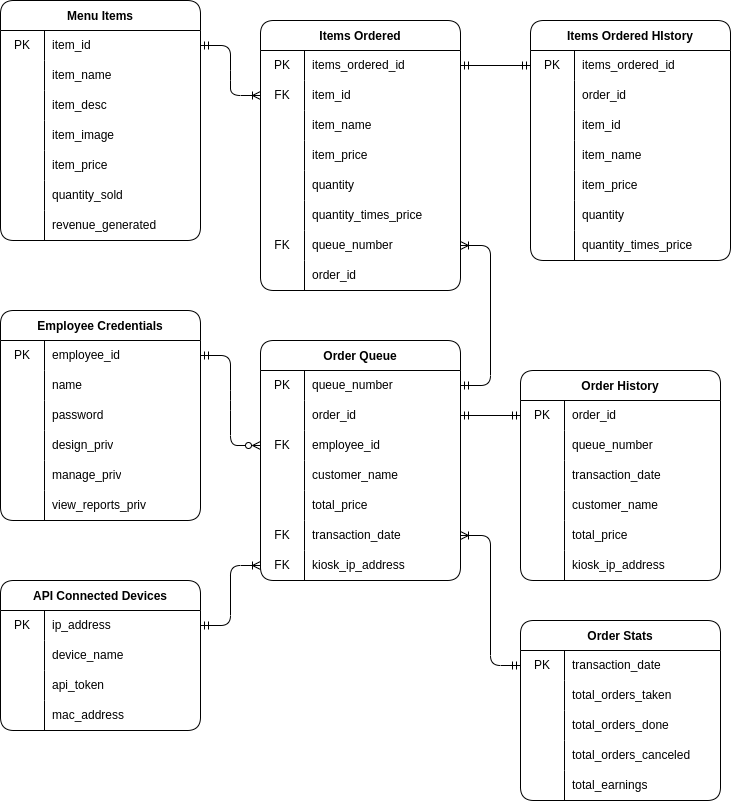 Menu Items
PK item_id
item_name
item_desc
item_image
item_price
quantity_sold
revenue_generated
Items Ordered
PK items_ordered_id
FK item_id
item_name
item_price
quantity
quantity_times_price
FK queue_number
order_id
Items Ordered HIstory
PK items_ordered_id
order_id
item_id
item_name
item_price
quantity
quantity_times_price
Employee Credentials
PK employee_id
name
password
design_priv
manage_priv
view_reports_priv
Order Queue
PK queue_number
order_id
FK employee_id
customer_name
total_price
FK transaction_date
FK kiosk_ip_address
Order History
PK order_id
queue_number
transaction_date
customer_name
total_price
kiosk_ip_address
API Connected Devices
PK ip_address
device_name
api_token
mac_address
Order Stats
PK transaction_date
total_orders_taken
total_orders_done
total_orders_canceled
total_earnings